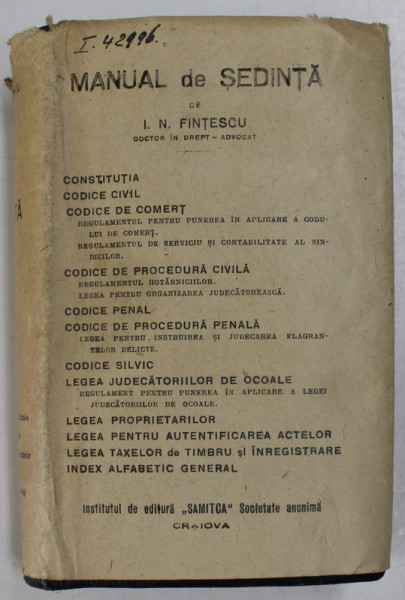 I. 42996.
MANUAL de ȘEDINȚĂ
DE
I. N. FINȚESCU
DOCTOR ÎN DREPT – ADVOCAT
CONSTITUȚIA
CODICE CIVIL
CODICE DE COMERȚ
REGULAMENTUL PENTRU PUNEREA ÎN APLICARE A CODU-
LUI DE COMERȚ.
REGULAMENTUL DE SERVICIU ȘI CONTABILITATE AL SIN-
DICILOR.
CODICE DE PROCEDURĂ CIVILĂ
REGULAMENTUL HOTĂRNICIILOR.
LEGEA PENTRU ORGANIZAREA JUDECĂTOREASCĂ.
CODICE PENAL
CODICE DE PROCEDURĂ PENALĂ
LEGEA PENTRU INSTRUIREA ȘI JUDECAREA FLAGRAN-
TELOR DELICTE.
CODICE SILVIC
LEGEA JUDECĂTORIILOR DE OCOALE
REGULAMENT PENTRU PUNEREA ÎN APLICARE A LEGEI
JUDECĂTORIILOR DE OCOALE.
LEGEA PROPRIETARILOR
LEGEA PENTRU AUTENTIFICAREA ACTELOR
LEGEA TAXELOR de TIMBRU și ÎNREGISTRARE
INDEX ALFABETIC GENERAL
Institutul de editură „SAMITCA" Societate anonimă
CRAIOVA